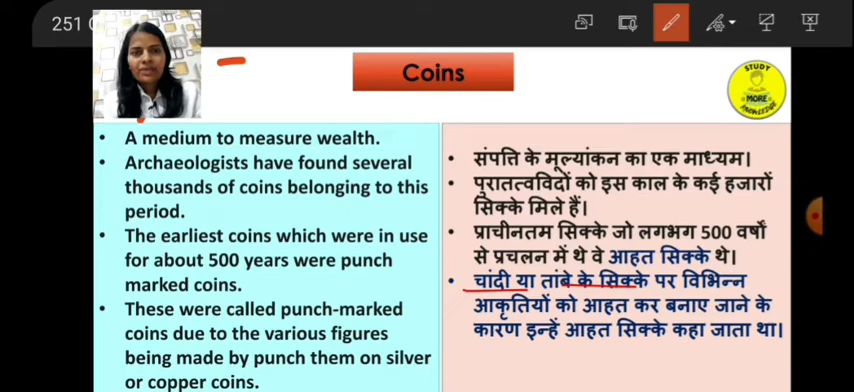 251
Coins
STUDY
MORE
KNOWLEDGE
• A medium to measure wealth.
• Archaeologists have found several
thousands of coins belonging to this
period.
• The earliest coins which were in use
for about 500 years were punch
marked coins.
• These were called punch-marked
coins due to the various figures
being made by punch them on silver
or copper coins.
• संपत्ति के मूल्यांकन का एक माध्यम।
• पुरातत्वविदों को इस काल के कई हजारों
सिक्के मिले हैं।
• प्राचीनतम सिक्के जो लगभग 500 वर्षों
से प्रचलन में थे वे आहत सिक्के थे।
• चांदी या तांबे के सिक्के पर विभिन्न
आकृतियों को आहत कर बनाए जाने के
कारण इन्हें आहत सिक्के कहा जाता था।